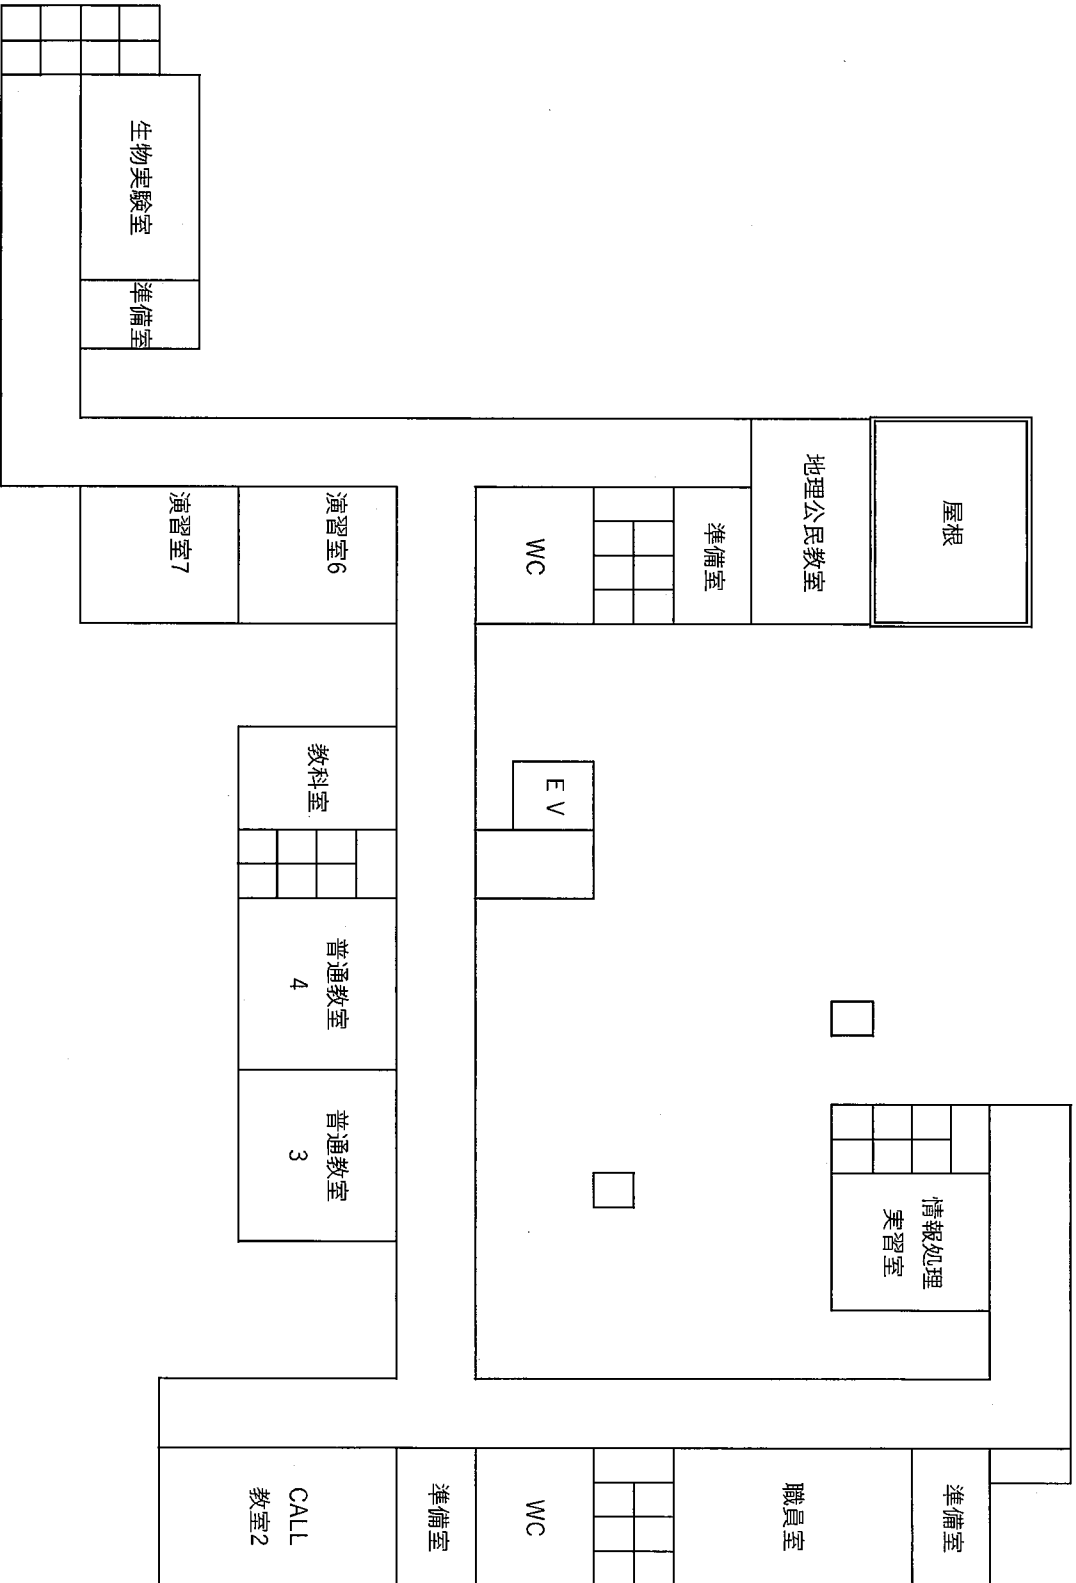 生物実験室
準備室
演習室7
演習室6
WC
準備室
地理公民教室
屋根
教科室
EV
普通教室
4
普通教室
3
情報処理
実習室
CALL
教室2
準備室
WC
職員室
準備室